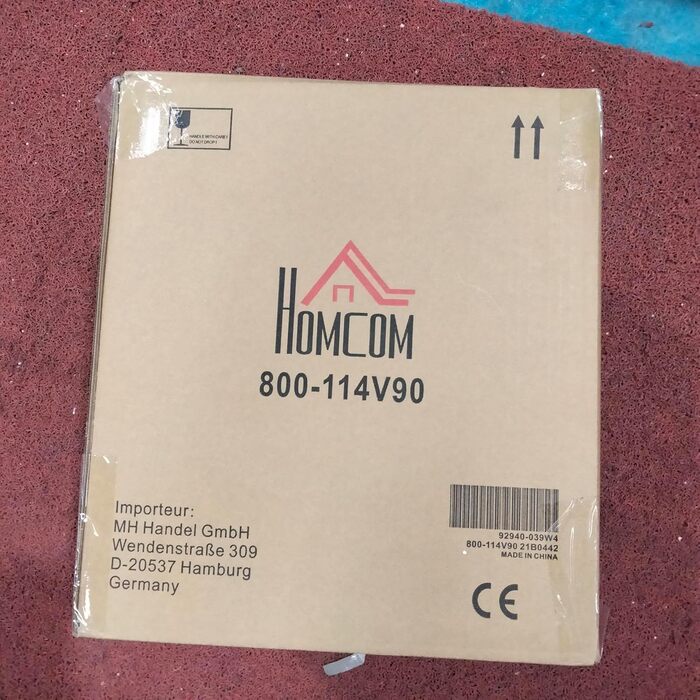 HANDLE WITH CARE!
DO NOT DROP!
HOMCOM
800-114V90
Importeur:
MH Handel GmbH
Wendenstraße 309
D-20537 Hamburg
Germany
92940-039W4
800-114V90 21B0442
MADE IN CHINA
CE